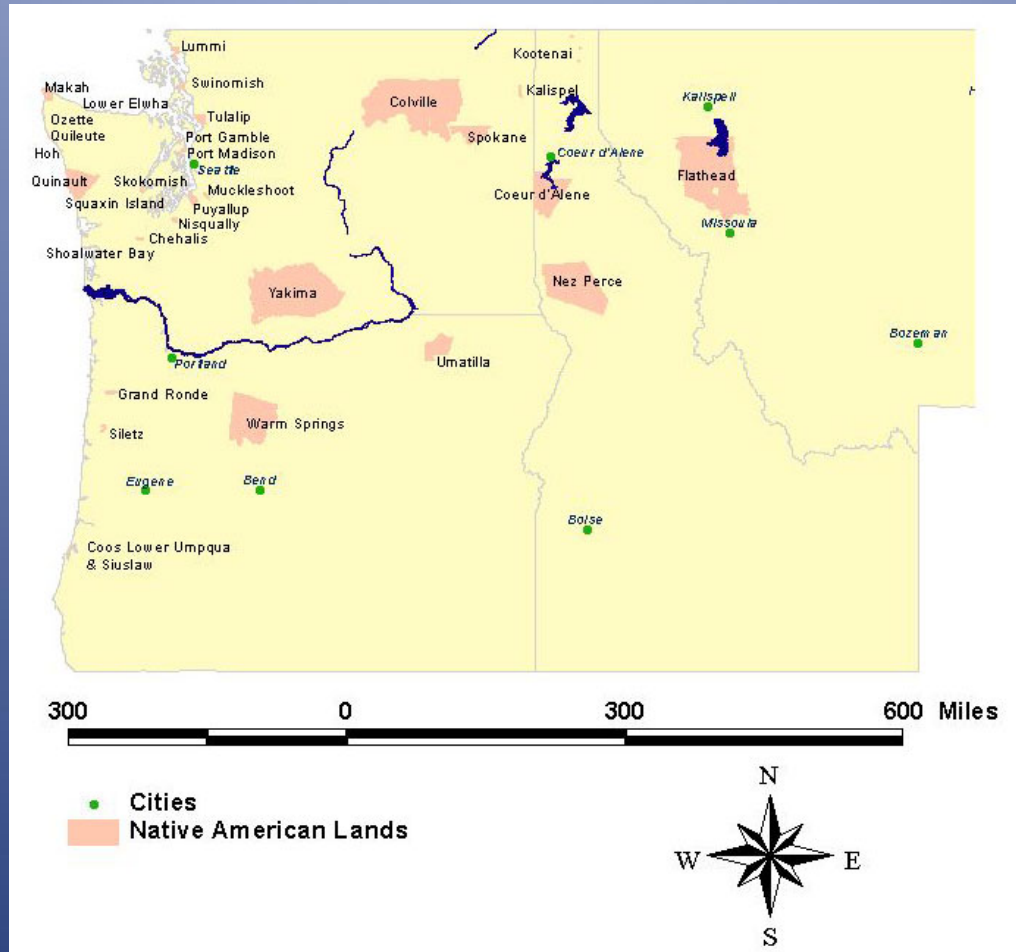 Lummi
Kootenai
Makah
Swinomish
Kalispel
Kalispell
Lower Elwha
Colville
Ozette
Tulalip
Quileute
Port Gamble
Spokane
Hoh
Port Madison
Coeur d'Alene
Seattle
Quinault
Skokomish
Flathead
Muckleshoot
Coeur d'Alene
Squaxin Island
Puyallup
Nisqually
Missoula
Chehalis
Shoalwater Bay
Nez Perce
Yakima
Bozeman
Portland
Umatilla
Grand Ronde
Warm Springs
Siletz
Eugene
Bend
Boise
Coos Lower Umpqua
& Siuslaw
300 0 300 600 Miles
N
Cities
Native American Lands
W E
S